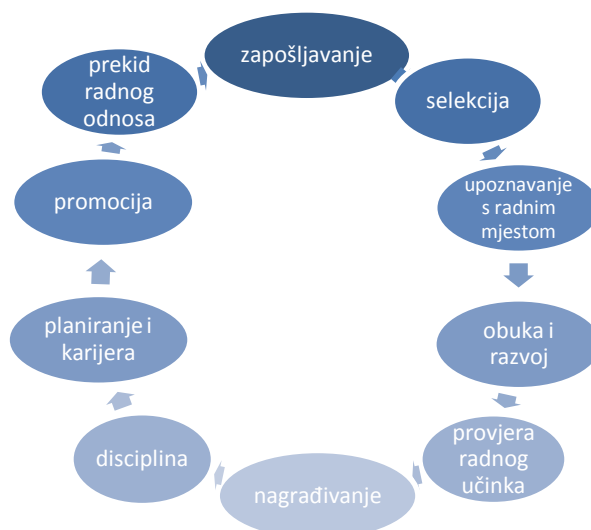 zapošljavanje
selekcija
upoznavanje
s radnim
mjestom
obuka i
razvoj
provjera
radnog
učinka
nagrađivanje
disciplina
planiranje i
karijera
promocija
prekid
radnog
odnosa